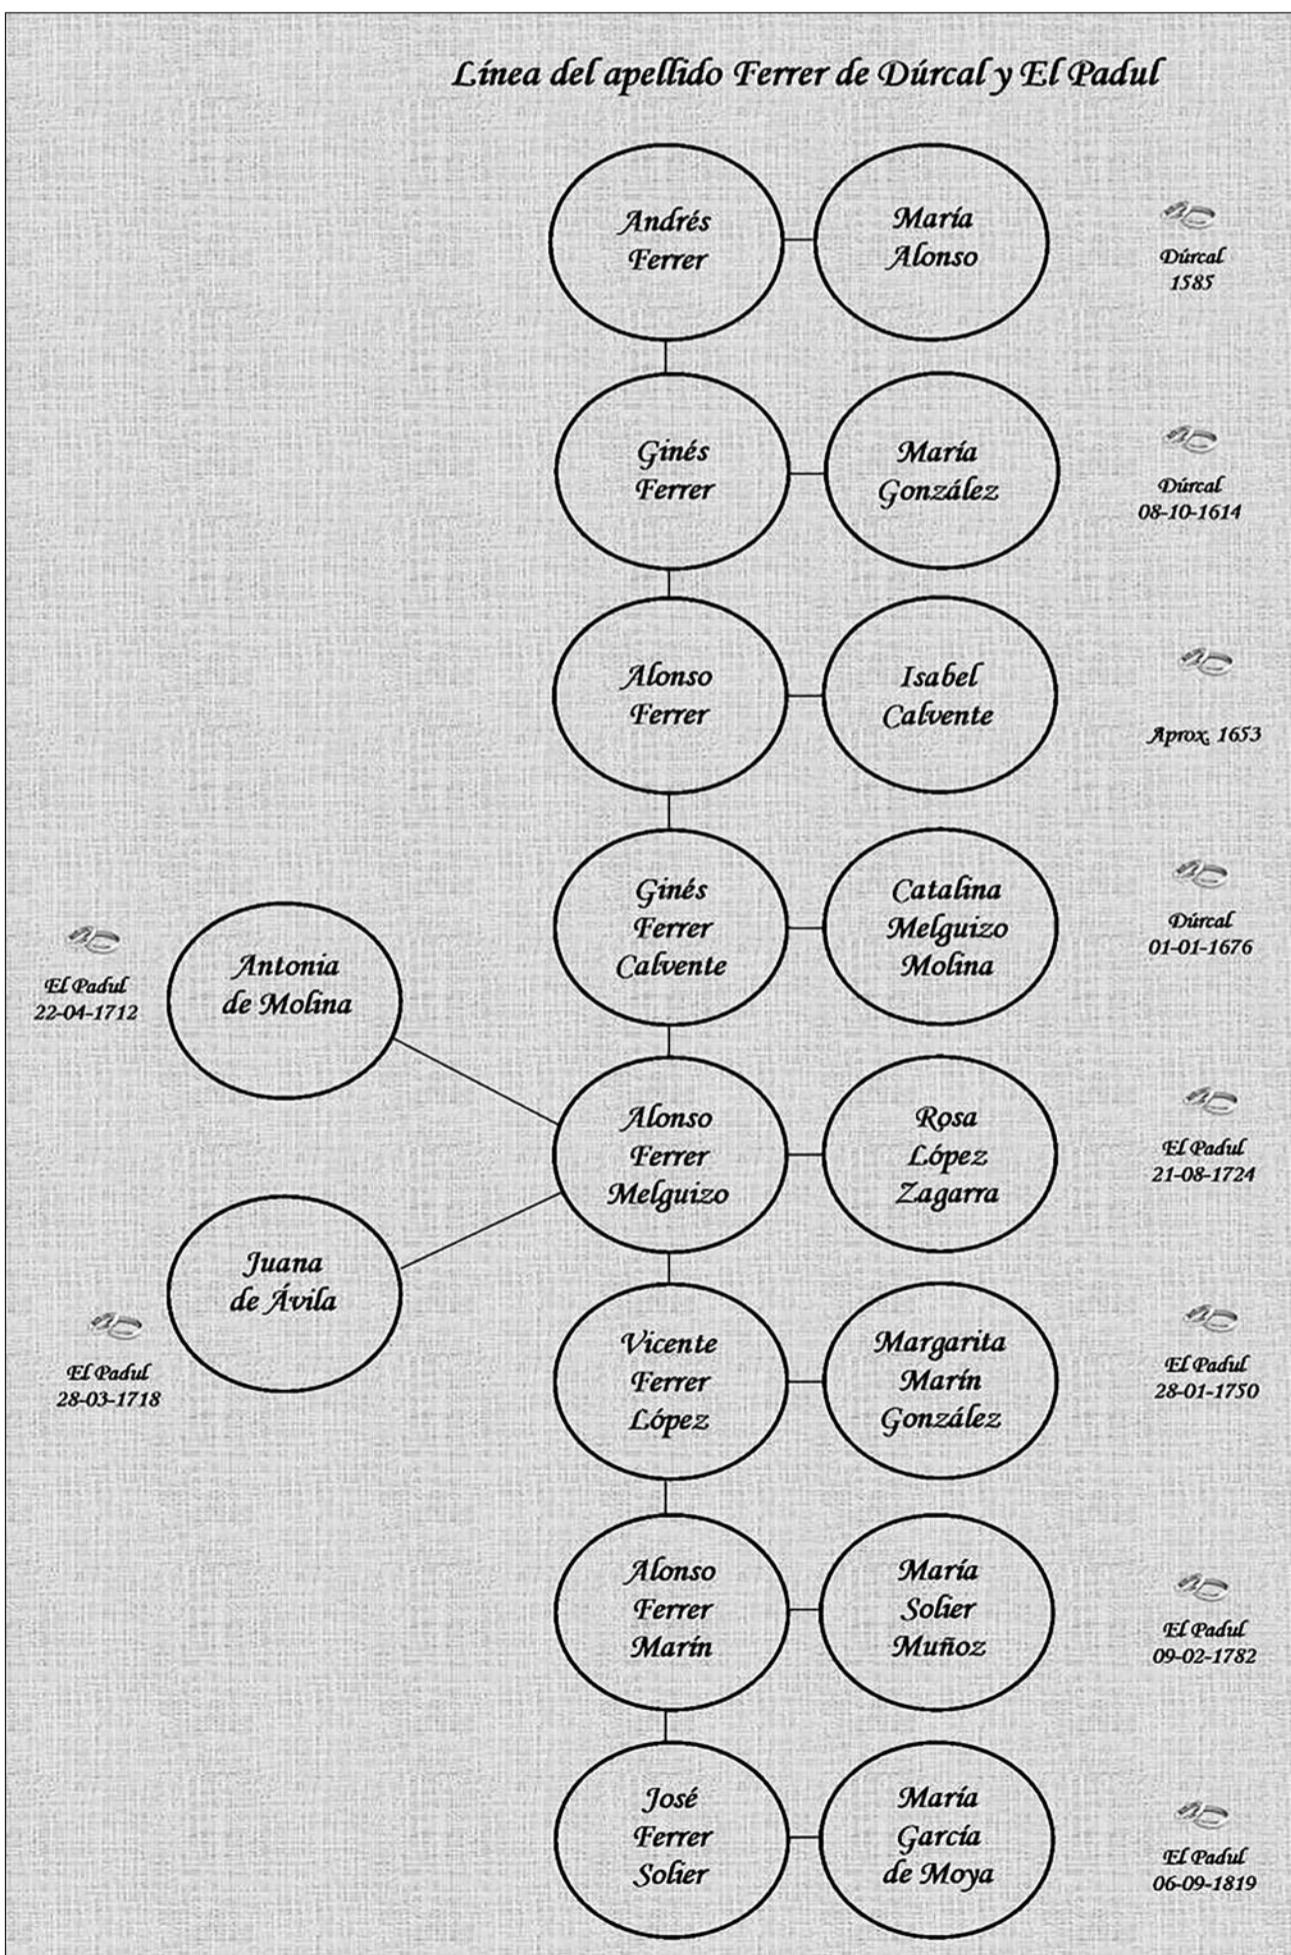 Línea del apellido Ferrer de Dúrcal y El Padul
Andrés
Ferrer
María
Alonso
Dúrcal
1585
Ginés
Ferrer
María
González
Dúrcal
08-10-1614
Alonso
Ferrer
Isabel
Calvente
Aprox. 1653
Ginés
Ferrer
Calvente
Catalina
Melguizo
Molina
Dúrcal
01-01-1676
El Padul
22-04-1712
Antonia
de Molina
Alonso
Ferrer
Melguizo
Rosa
López
Zagarra
El Padul
21-08-1724
Juana
de Ávila
El Padul
28-03-1718
Vicente
Ferrer
López
Margarita
Marín
González
El Padul
28-01-1750
Alonso
Ferrer
Marín
María
Solier
Muñoz
El Padul
09-02-1782
José
Ferrer
Solier
María
García
de Moya
El Padul
06-09-1819